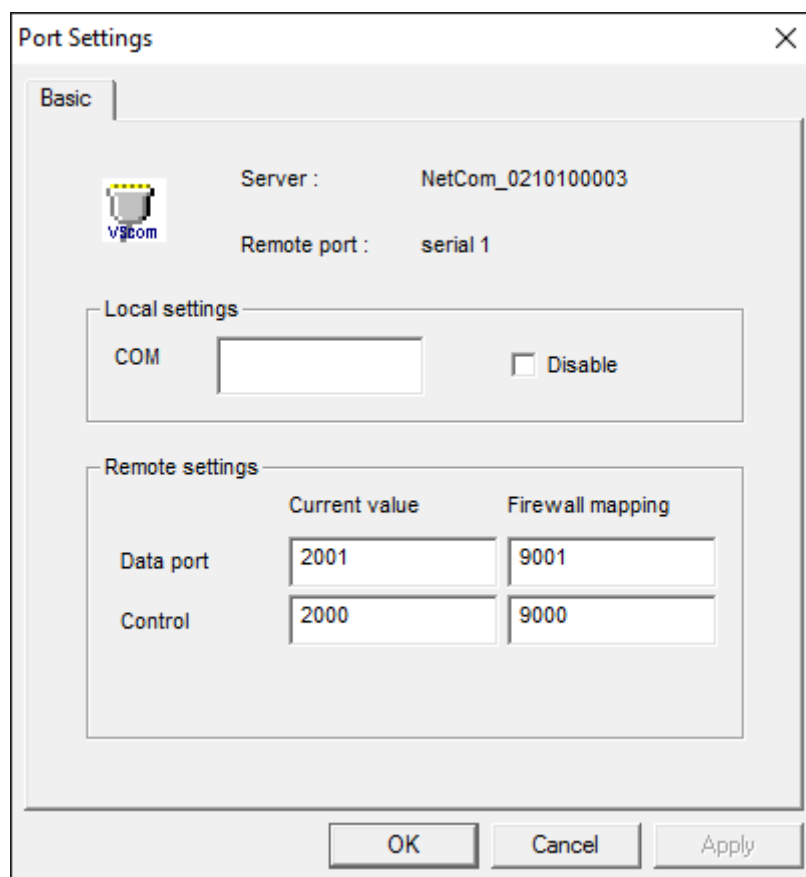 Port Settings
Basic
VScom
Server : NetCom_0210100003
Remote port : serial 1
Local settings
COM
Disable
Remote settings
Current value Firewall mapping
Data port 2001 9001
Control 2000 9000
OK Cancel Apply